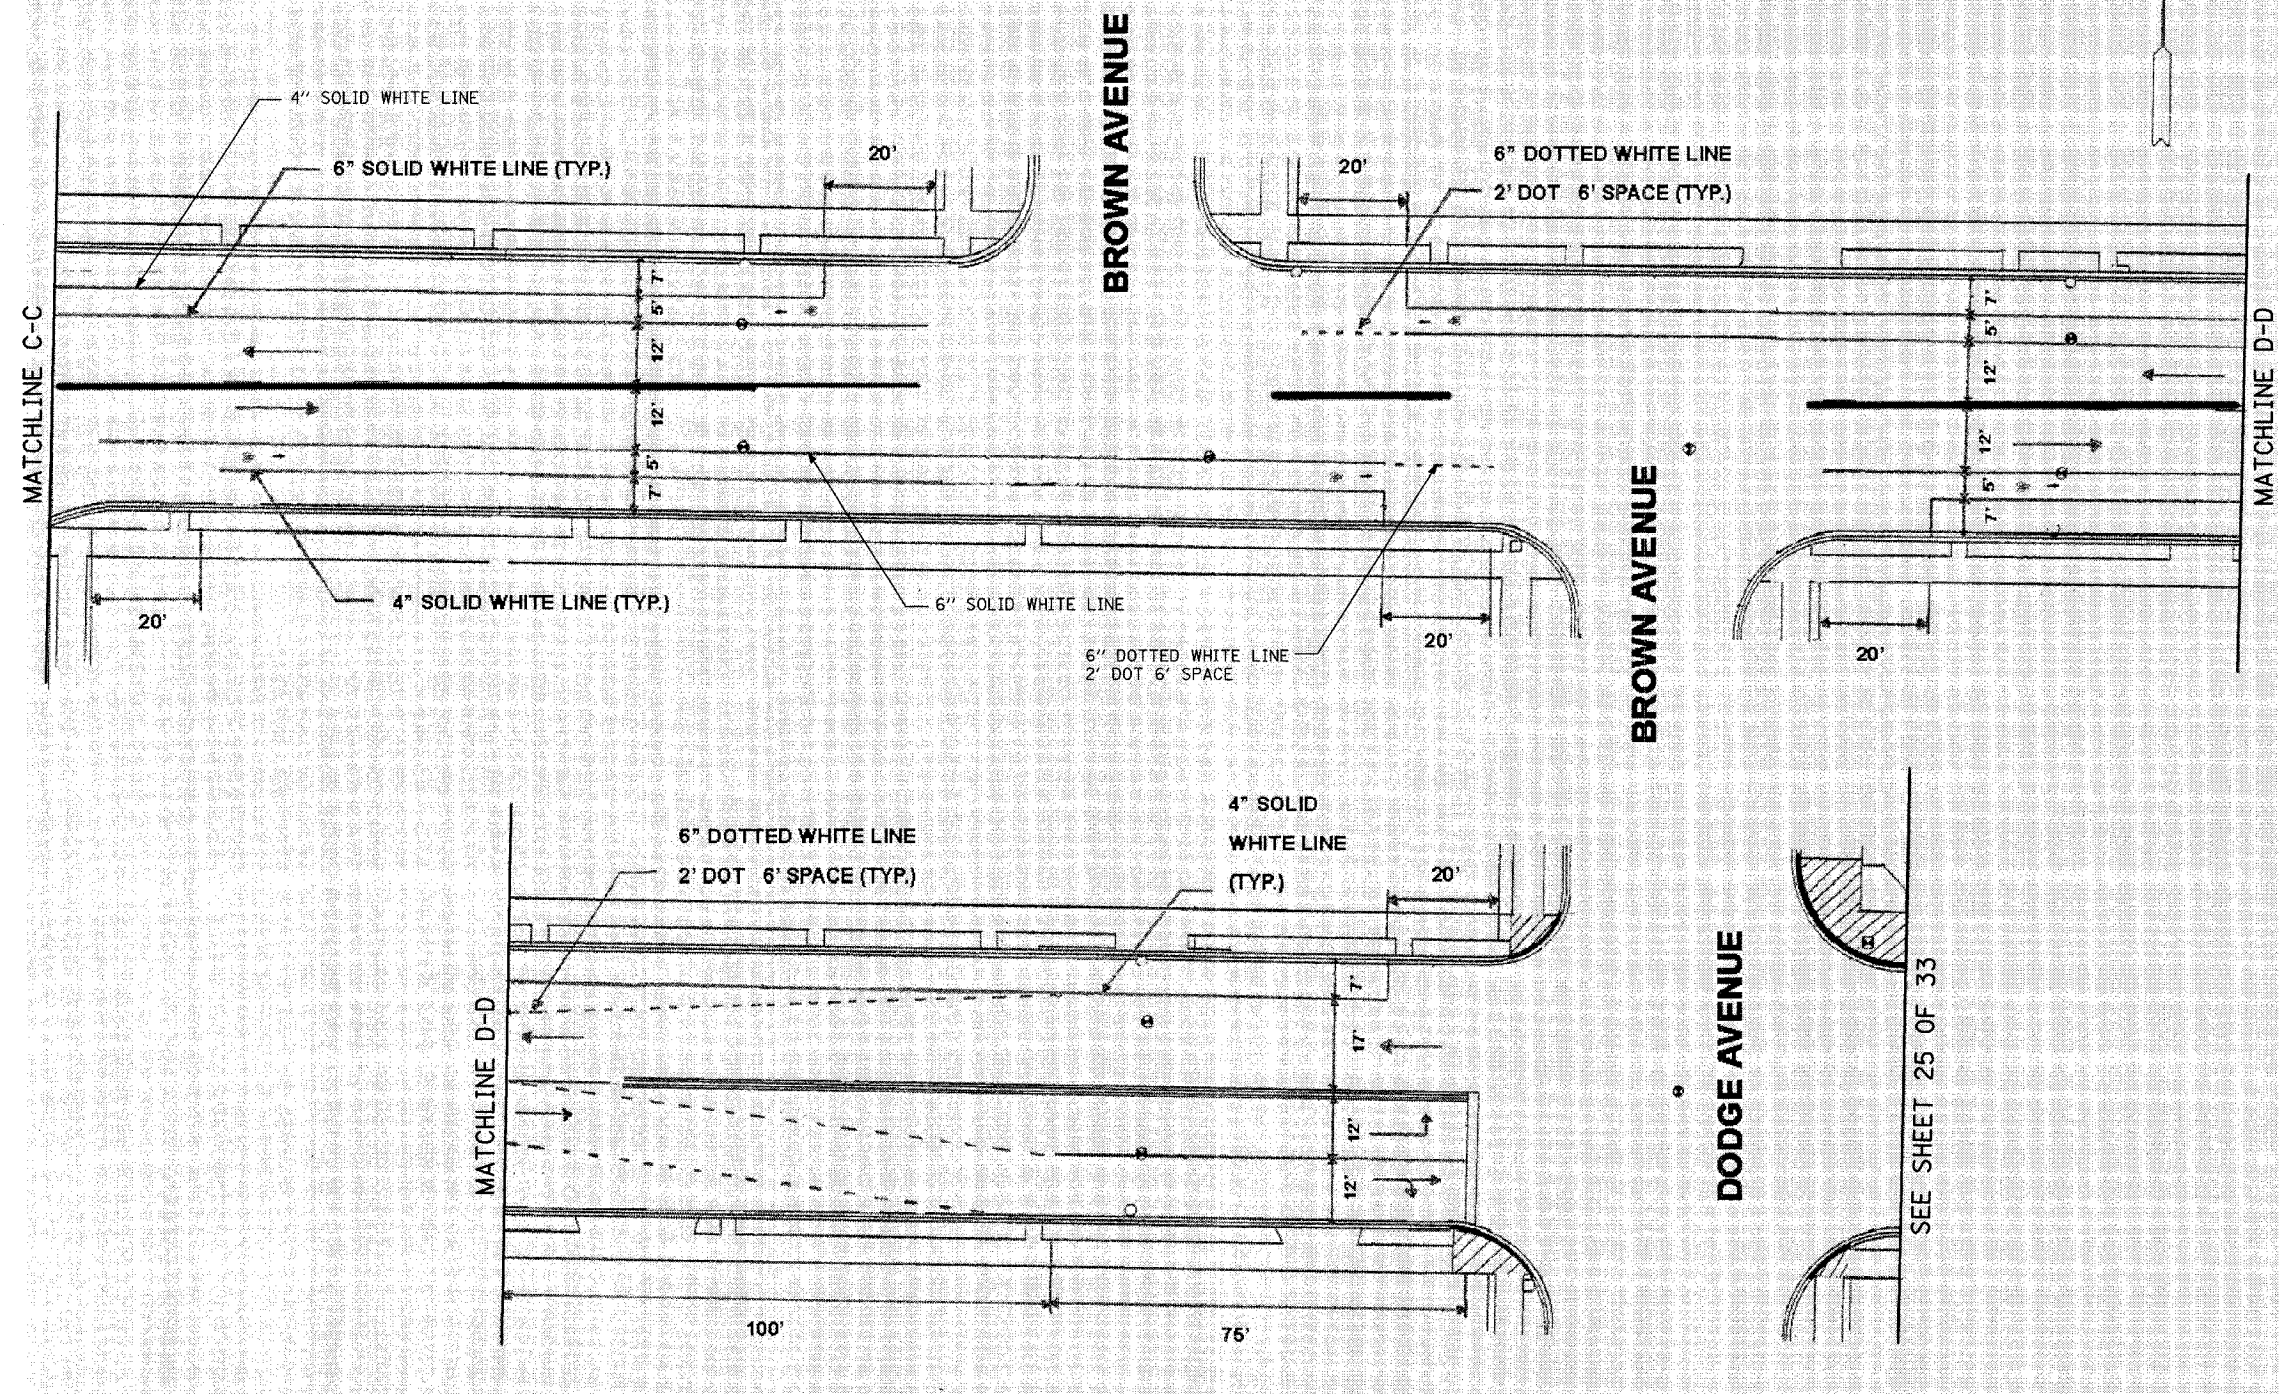 4" SOLID WHITE LINE
6" SOLID WHITE LINE (TYP.)
20'
BROWN AVENUE
20'
6" DOTTED WHITE LINE
2' DOT 6' SPACE (TYP.)
MATCHLINE C-C
7'
5'
12'
12'
5'
7'
7'
5'
12'
12'
5'
7'
MATCHLINE D-D
20'
4" SOLID WHITE LINE (TYP.)
6" SOLID WHITE LINE
6" DOTTED WHITE LINE
2' DOT 6' SPACE
20'
BROWN AVENUE
20'
6" DOTTED WHITE LINE
2' DOT 6' SPACE (TYP.)
4" SOLID
WHITE LINE
(TYP.)
20'
MATCHLINE D-D
7'
17'
12'
12'
DODGE AVENUE
SEE SHEET 25 OF 33
100'
75'